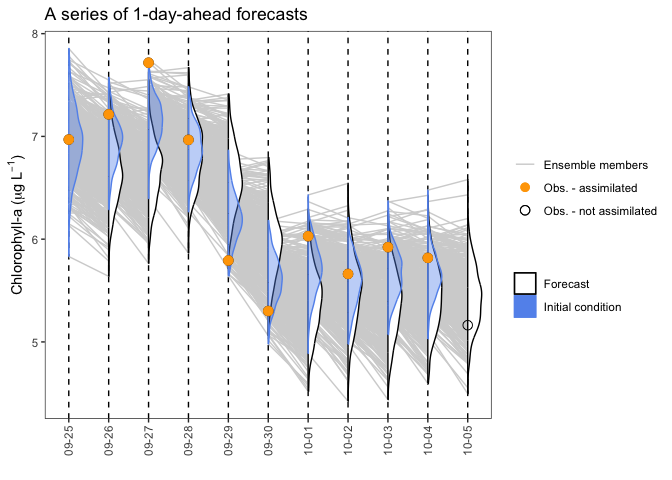 A series of 1-day-ahead forecasts
Chlorophyll-a (μg L⁻¹)
8
7
6
5
09-25
09-26
09-27
09-28
09-29
09-30
10-01
10-02
10-03
10-04
10-05
Ensemble members
Obs. - assimilated
Obs. - not assimilated
Forecast
Initial condition